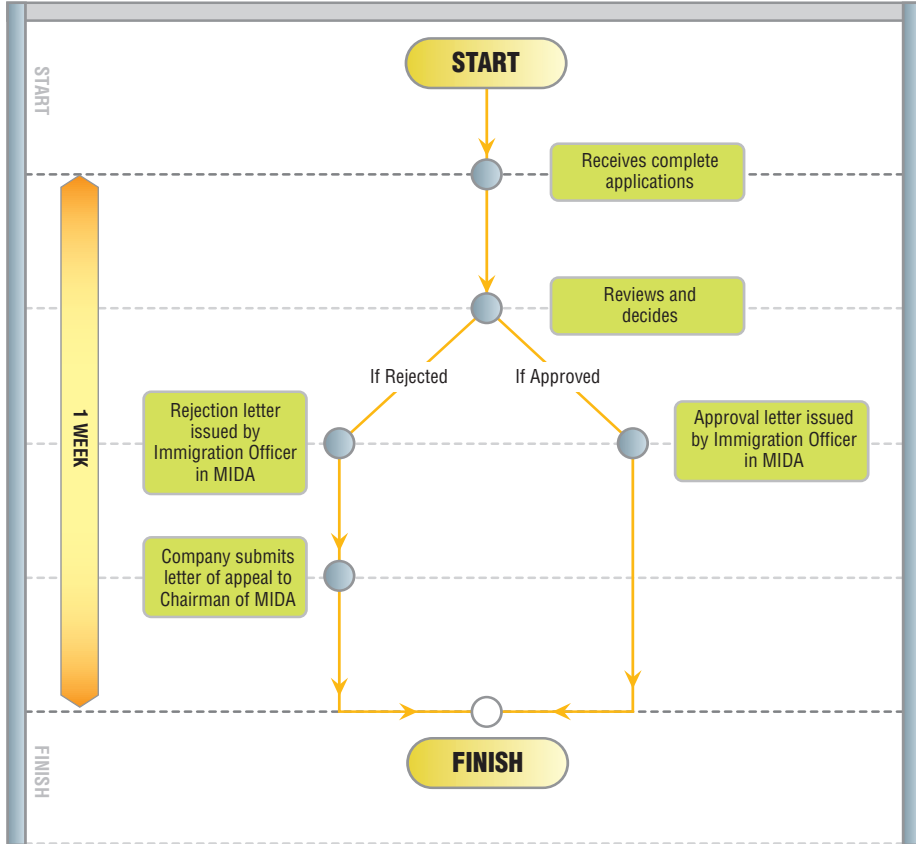 START
START
Receives complete
applications
Reviews and
decides
If Rejected
If Approved
1 WEEK
Rejection letter
issued by
Immigration Officer
in MIDA
Approval letter issued
by Immigration Officer
in MIDA
Company submits
letter of appeal to
Chairman of MIDA
FINISH
FINISH